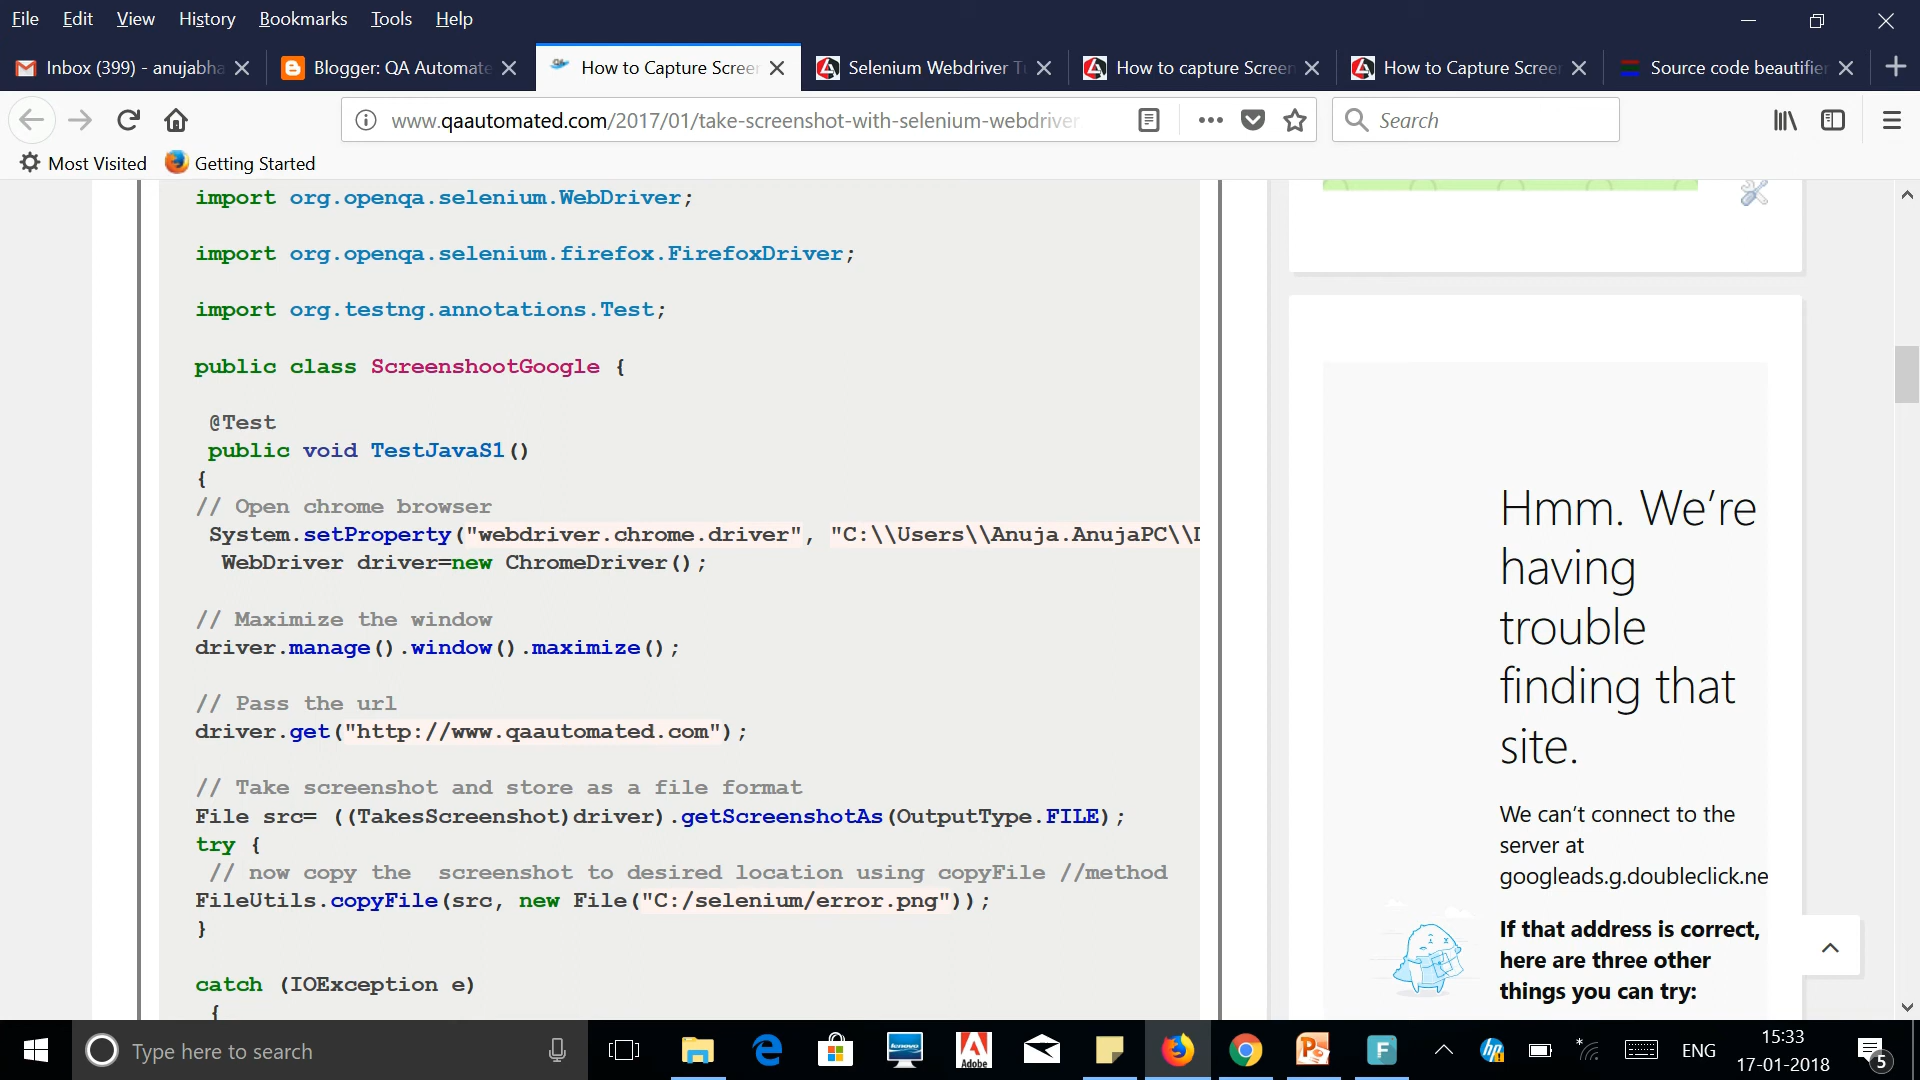 File Edit View History Bookmarks Tools Help
Inbox (399) - anujabha
Blogger: QA Automate
How to Capture Screen
Selenium Webdriver T
How to capture Screen
How to Capture Screen
Source code beautifier
www.qaautomated.com/2017/01/take-screenshot-with-selenium-webdriver
Search
Most Visited Getting Started
import org.openqa.selenium.WebDriver;
import org.openqa.selenium.firefox.FirefoxDriver;
import org.testng.annotations.Test;
public class ScreenshootGoogle {
@Test
public void TestJavaS1()
{
// Open chrome browser
System.setProperty("webdriver.chrome.driver", "C:\\Users\\Anuja.AnujaPC\\
WebDriver driver=new ChromeDriver();
// Maximize the window
driver.manage().window().maximize();
// Pass the url
driver.get("http://www.qaautomated.com");
// Take screenshot and store as a file format
File src= ((TakesScreenshot)driver).getScreenshotAs(OutputType.FILE);
try {
// now copy the  screenshot to desired location using copyFile //method
FileUtils.copyFile(src, new File("C:/selenium/error.png"));
}
catch (IOException e)
{
Hmm. We’re
having
trouble
finding that
site.
We can’t connect to the
server at
googleads.g.doubleclick.ne
If that address is correct,
here are three other
things you can try:
Type here to search
lenovo
Adobe
hp
ENG
15:33
17-01-2018
5